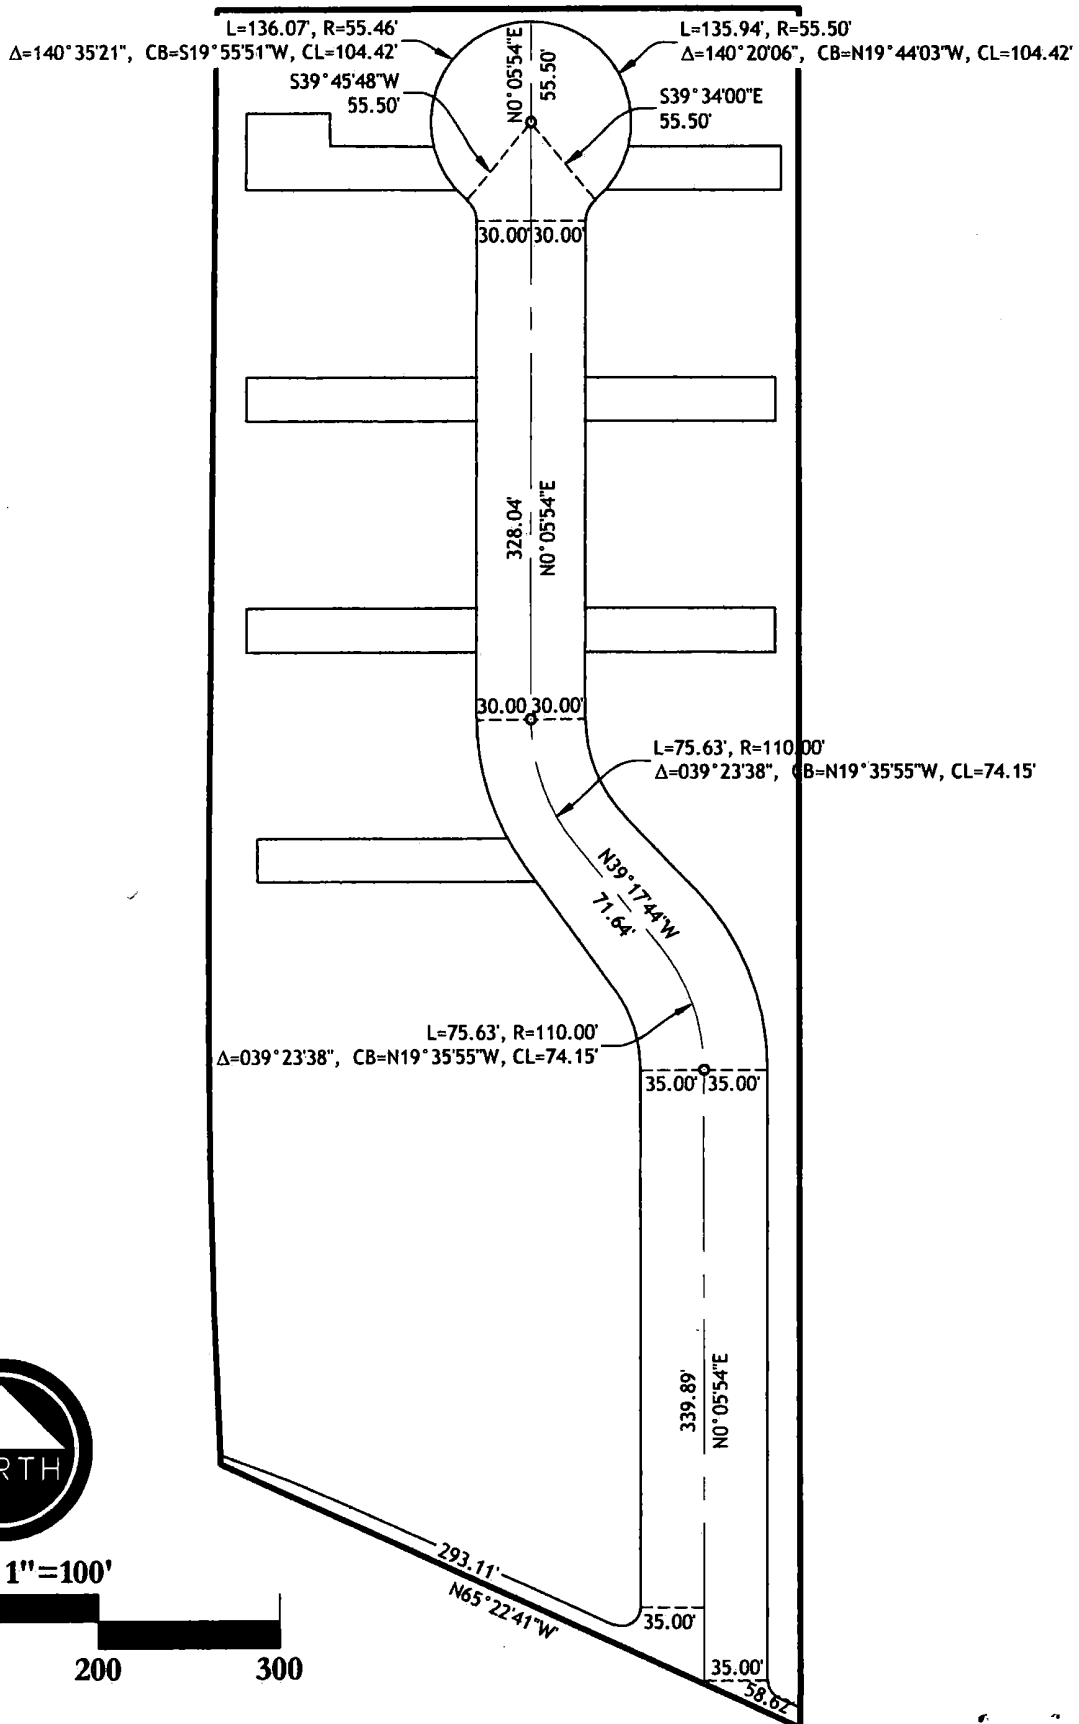 L=136.07', R=55.46'
Δ=140°35'21", CB=S19°55'51"W, CL=104.42'
L=135.94', R=55.50'
Δ=140°20'06", CB=N19°44'03"W, CL=104.42'
N0°05'54"E
55.50'
S39°45'48"W
55.50'
S39°34'00"E
55.50'
30.00' 30.00'
328.04'
N0°05'54"E
30.00 30.00'
L=75.63', R=110.00'
Δ=039°23'38", CB=N19°35'55"W, CL=74.15'
N39°17'44"W
71.64'
L=75.63', R=110.00'
Δ=039°23'38", CB=N19°35'55"W, CL=74.15'
35.00' 35.00'
339.89'
N0°05'54"E
RTH
1"=100'
293.11'
N65°22'41"W
35.00'
35.00'
58.62'
200 300